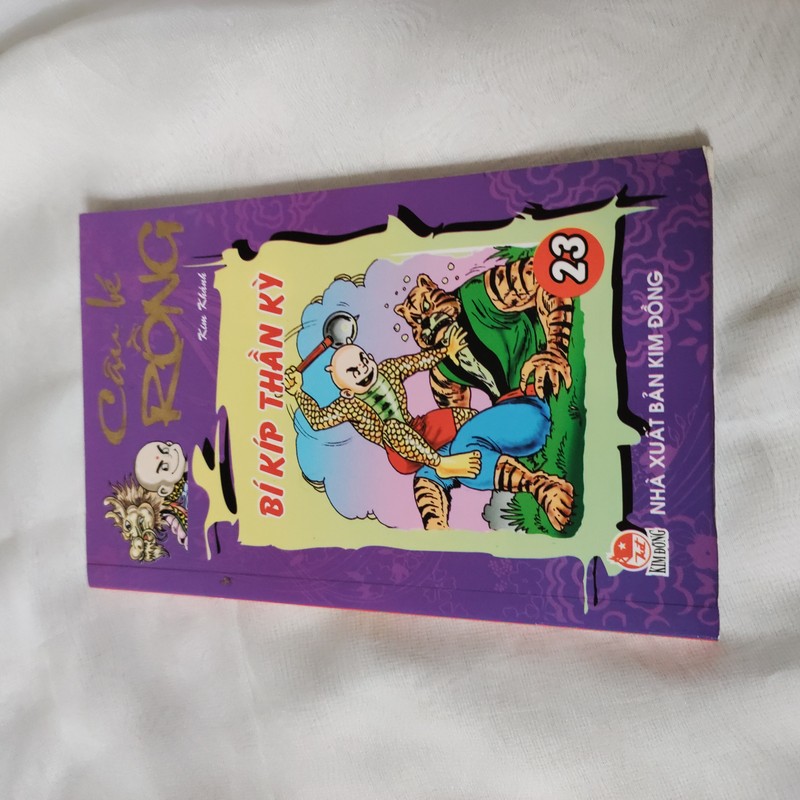 Cậu bé
RỒNG
Kim Khánh
BÍ KÍP THẦN KỲ
23
KIM ĐỒNG
NHÀ XUẤT BẢN KIM ĐỒNG